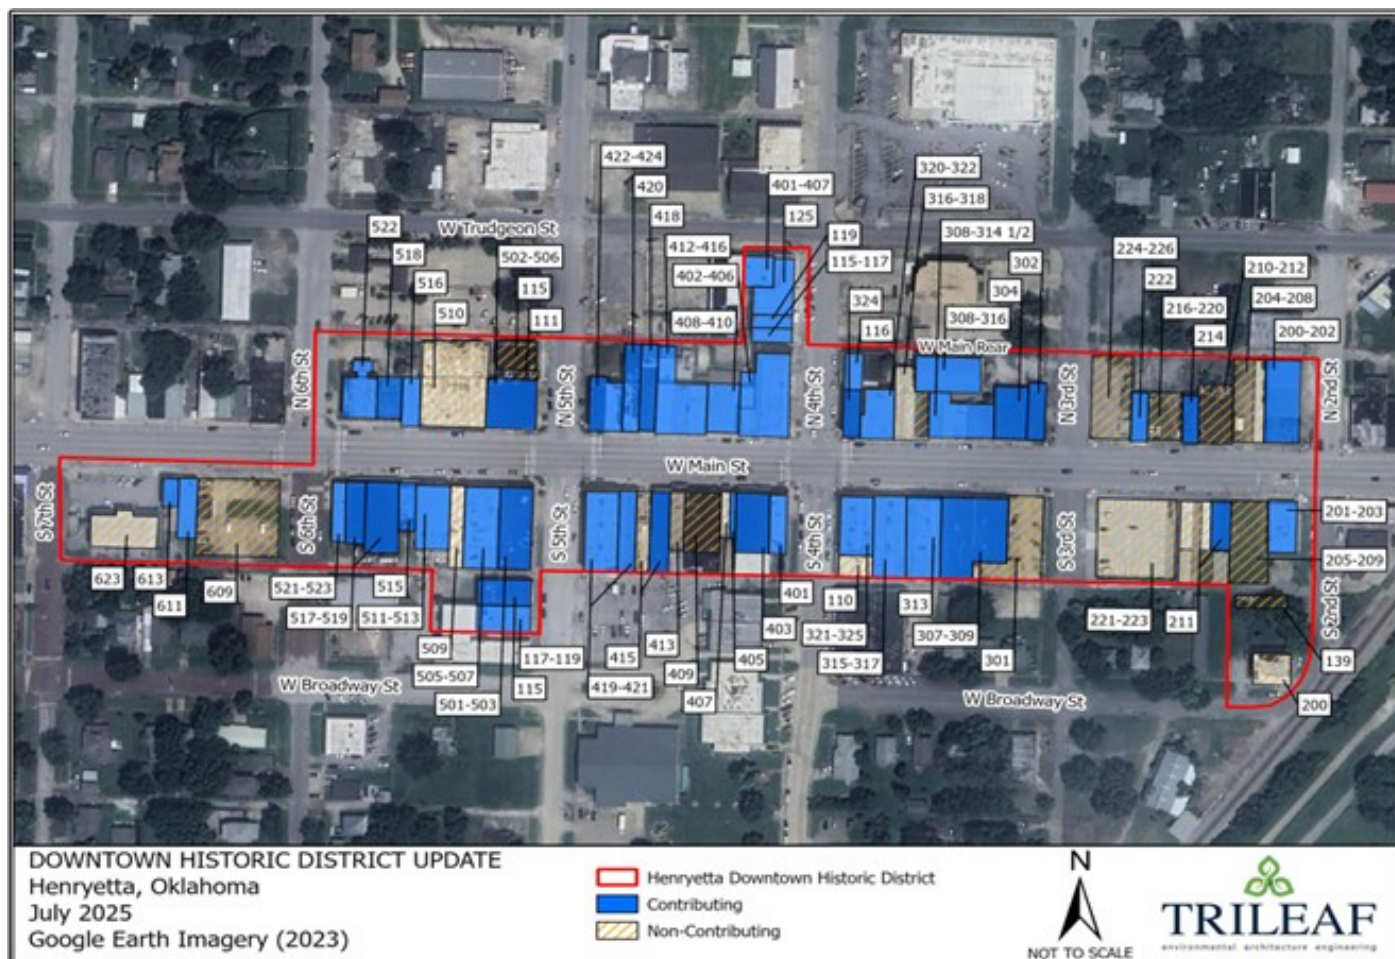 422-424
420
418
412-416
402-406
408-410
401-407
125
119
115-117
320-322
316-318
308-314 1/2
302
304
308-316
324
116
W Main Rear
224-226
222
216-220
214
210-212
204-208
200-202
W Trudgeon St
522
518
516
510
502-506
115
111
N 6th St
N 5th St
N 4th St
N 3rd St
N 2nd St
W Main St
S 7th St
S 6th St
S 5th St
S 4th St
S 3rd St
S 2nd St
623
613
611
609
521-523
517-519
515
511-513
509
505-507
501-503
117-119
115
419-421
415
413
409
407
405
403
401
110
321-325
315-317
313
307-309
301
221-223
211
201-203
205-209
139
200
W Broadway St
W Broadway St
DOWNTOWN HISTORIC DISTRICT UPDATE
Henryetta, Oklahoma
July 2025
Google Earth Imagery (2023)
Henryetta Downtown Historic District
Contributing
Non-Contributing
N
NOT TO SCALE
TRILEAF
environmental architecture engineering